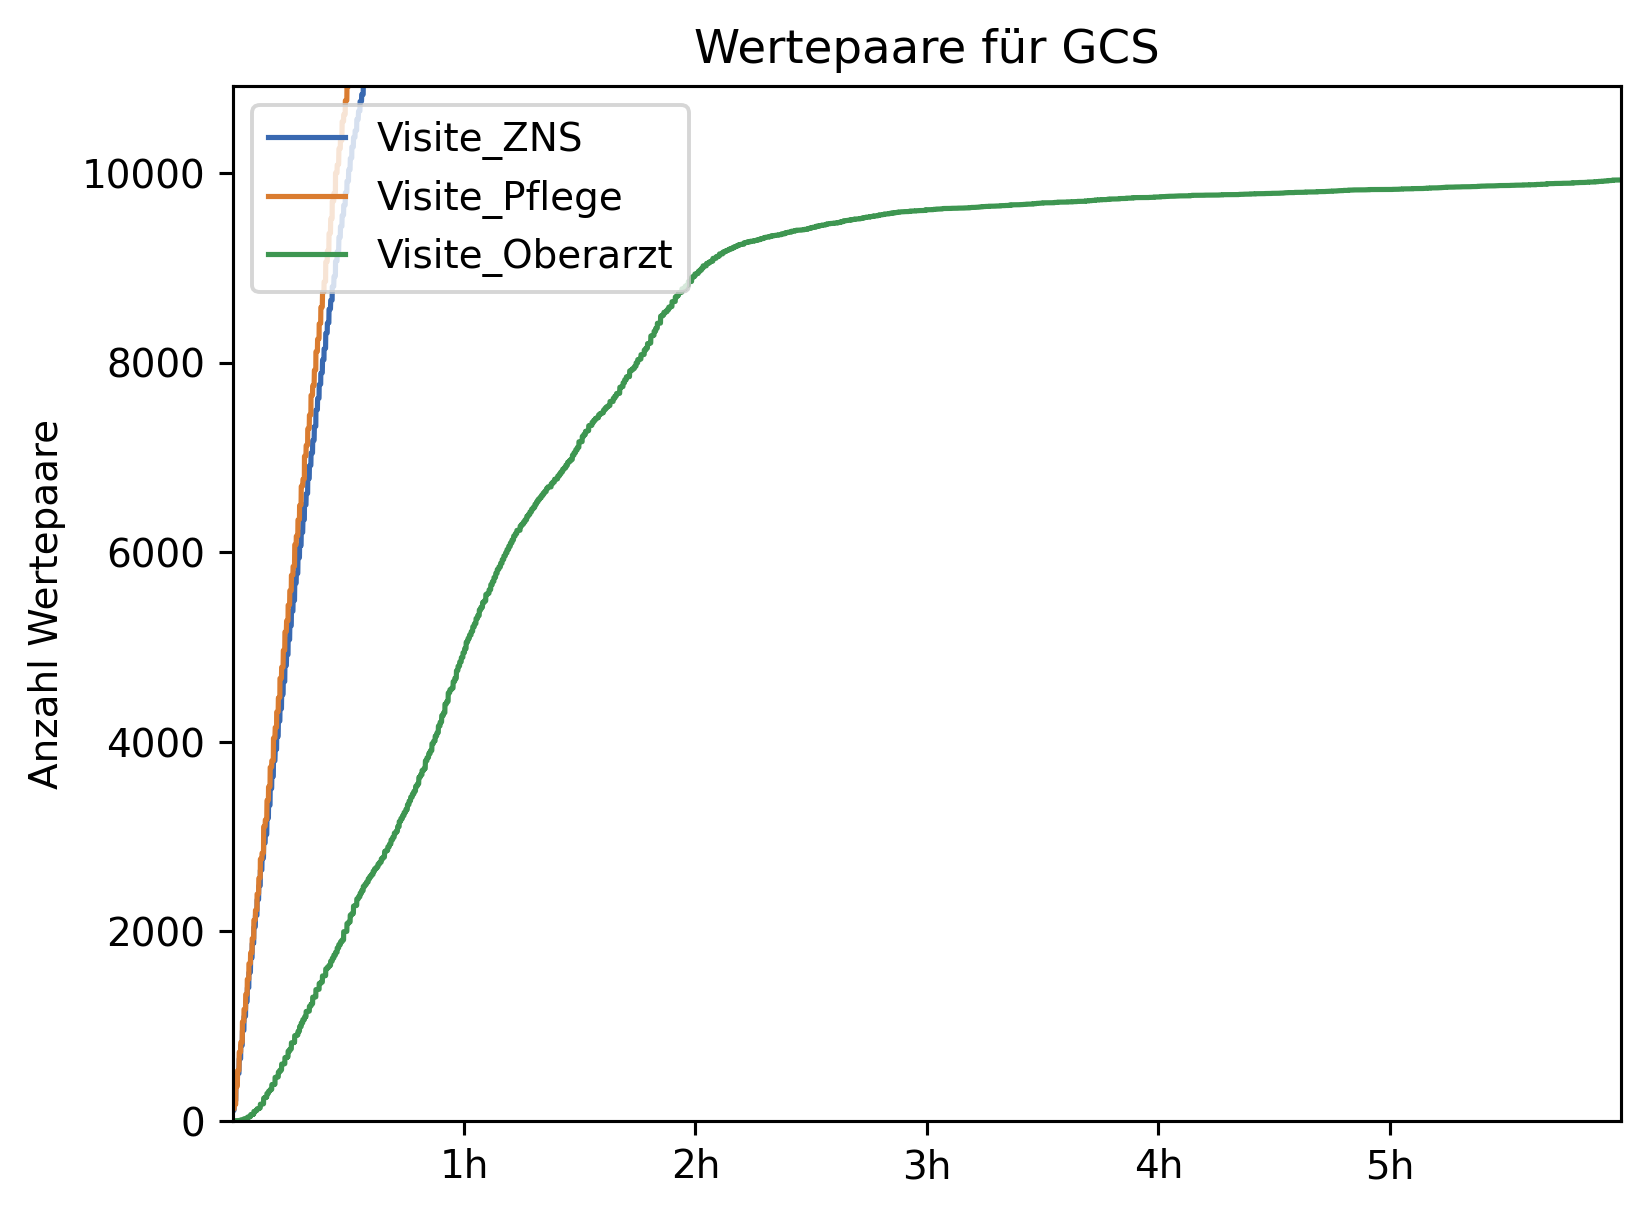 Wertepaare für GCS
Visite_ZNS
Visite_Pflege
Visite_Oberarzt
Anzahl Wertepaare
10000
8000
6000
4000
2000
0
1h 2h 3h 4h 5h